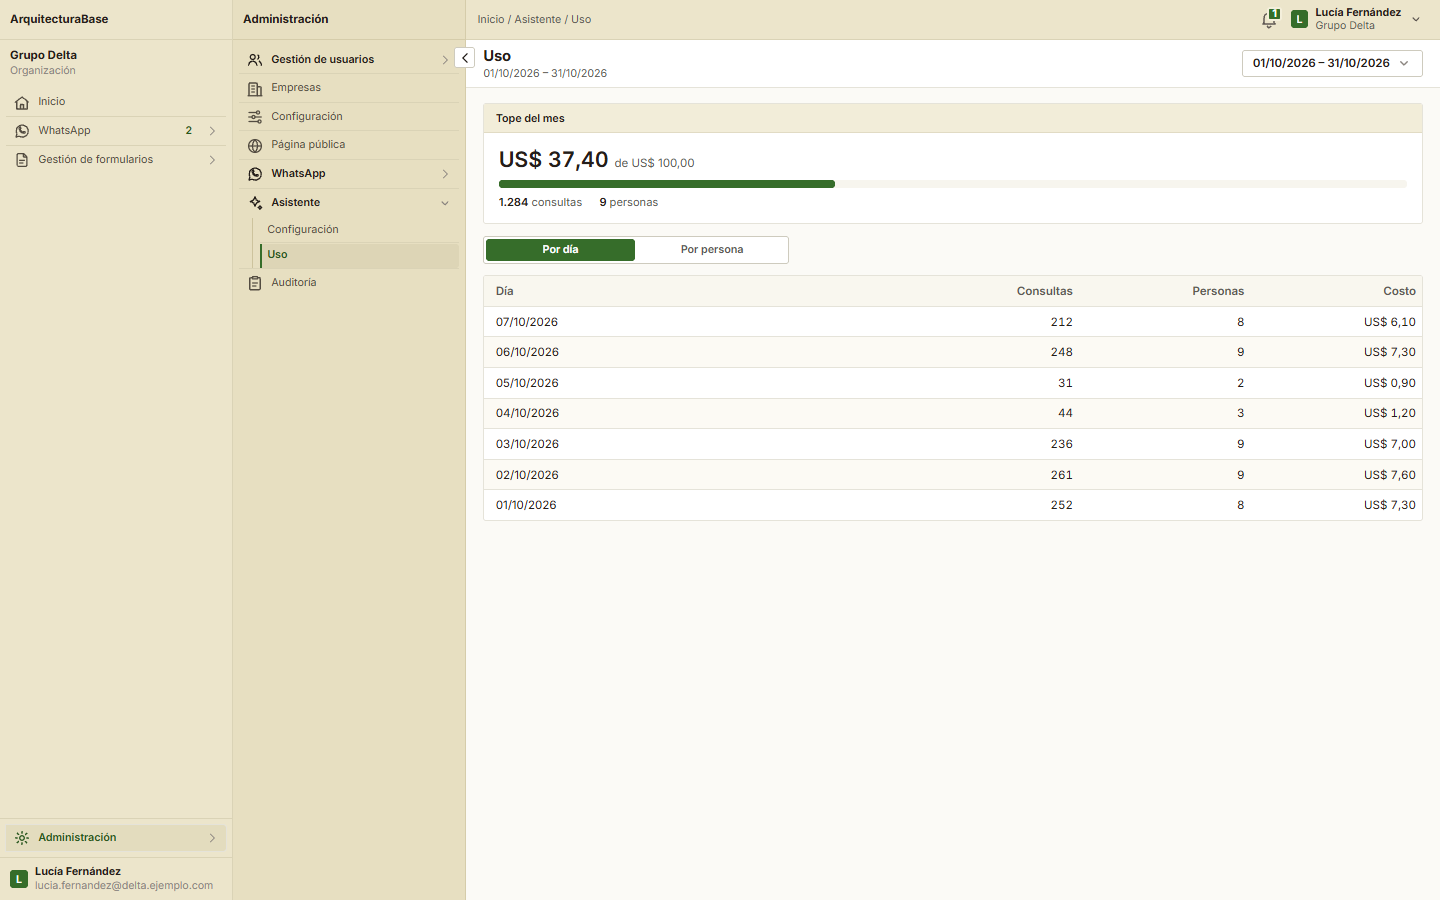 ArquitecturaBase
Grupo Delta
Organización
Inicio
WhatsApp 2
Gestión de formularios
Administración
L Lucía Fernández
lucia.fernandez@delta.ejemplo.com
Administración
Gestión de usuarios
Empresas
Configuración
Página pública
WhatsApp
Asistente
Configuración
Uso
Auditoría
Inicio / Asistente / Uso
1
L Lucía Fernández
Grupo Delta
Uso
01/10/2026 – 31/10/2026
01/10/2026 – 31/10/2026
Tope del mes
US$ 37,40 de US$ 100,00
1.284 consultas 9 personas
Por día Por persona
Día Consultas Personas Costo
07/10/2026 212 8 US$ 6,10
06/10/2026 248 9 US$ 7,30
05/10/2026 31 2 US$ 0,90
04/10/2026 44 3 US$ 1,20
03/10/2026 236 9 US$ 7,00
02/10/2026 261 9 US$ 7,60
01/10/2026 252 8 US$ 7,30